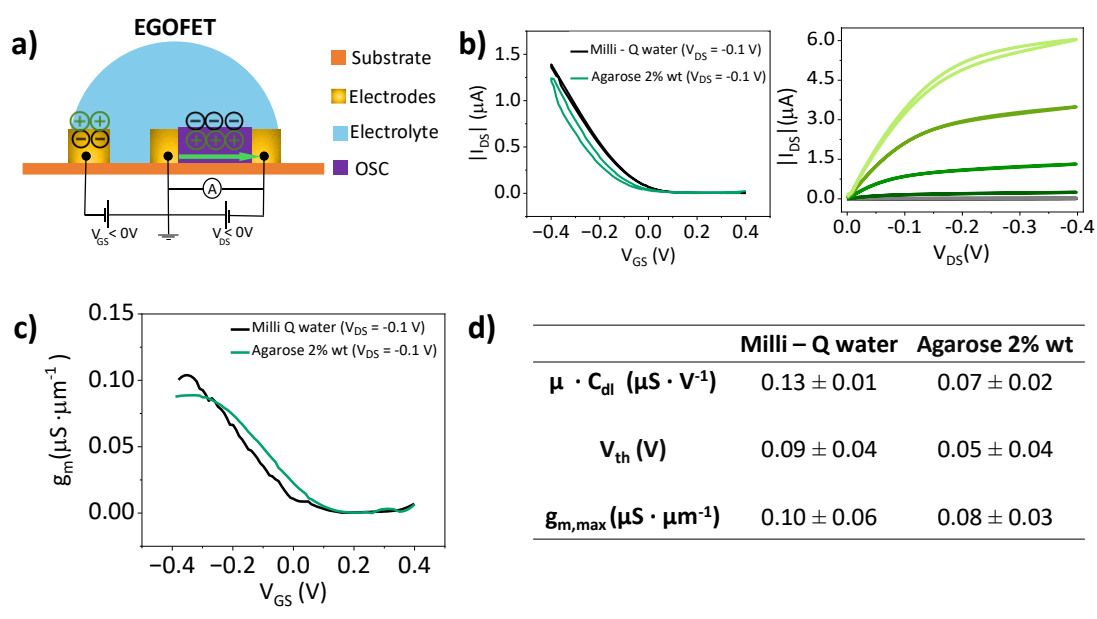 EGOFET
a)
Substrate
Electrodes
Electrolyte
OSC
A
V_GS < 0V
V_DS < 0V
b)
Milli - Q water (V_DS = -0.1 V)
Agarose 2% wt (V_DS = -0.1 V)
|I_DS| (µA)
1.5
1.0
0.5
0.0
−0.4 −0.2 0.0 0.2 0.4
V_GS (V)
|I_DS| (µA)
6.0
4.5
3.0
1.5
0.0
0.0 -0.1 -0.2 -0.3 -0.4
V_DS(V)
c)
Milli Q water (V_DS = -0.1 V)
Agarose 2% wt (V_DS = -0.1 V)
g_m(µS ·µm⁻¹)
0.15
0.10
0.05
0.00
−0.4 −0.2 0.0 0.2 0.4
V_GS (V)
d)
Milli – Q water Agarose 2% wt
µ · C_dl (µS · V⁻¹) 0.13 ± 0.01 0.07 ± 0.02
V_th (V) 0.09 ± 0.04 0.05 ± 0.04
g_m,max (µS · µm⁻¹) 0.10 ± 0.06 0.08 ± 0.03